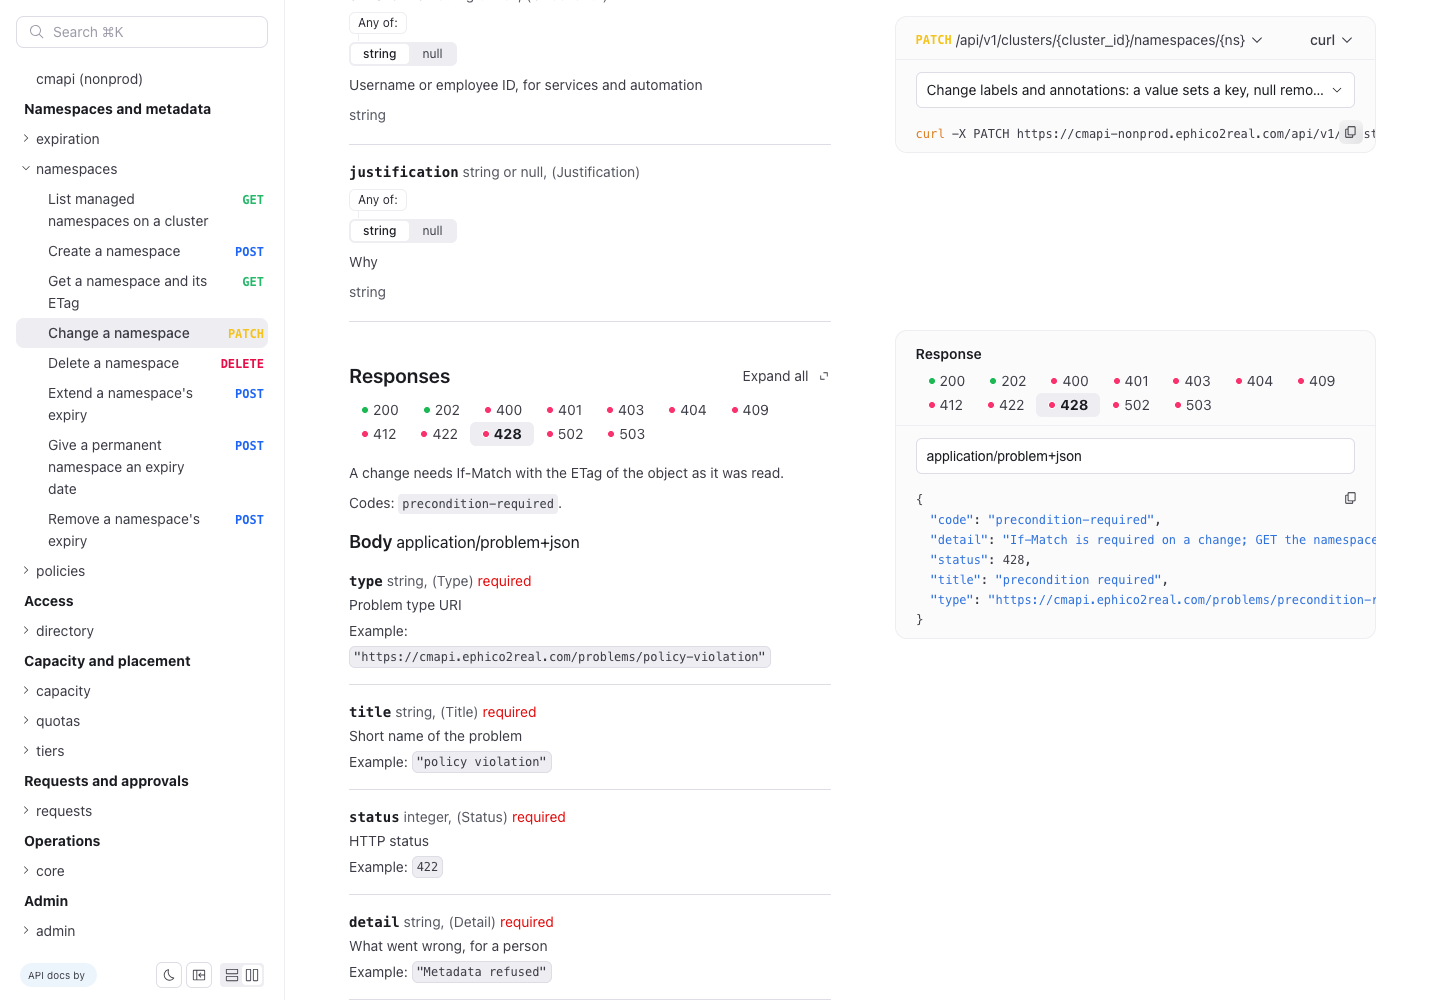 Search ⌘K
cmapi (nonprod)
Namespaces and metadata
expiration
namespaces
List managed namespaces on a cluster GET
Create a namespace POST
Get a namespace and its ETag GET
Change a namespace PATCH
Delete a namespace DELETE
Extend a namespace's expiry POST
Give a permanent namespace an expiry date POST
Remove a namespace's expiry POST
policies
Access
directory
Capacity and placement
capacity
quotas
tiers
Requests and approvals
requests
Operations
core
Admin
admin
API docs by
Any of:
string null
Username or employee ID, for services and automation
string
justification string or null, (Justification)
Any of:
string null
Why
string
Responses Expand all
200 202 400 401 403 404 409
412 422 428 502 503
A change needs If-Match with the ETag of the object as it was read.
Codes: precondition-required.
Body application/problem+json
type string, (Type) required
Problem type URI
Example:
"https://cmapi.ephico2real.com/problems/policy-violation"
title string, (Title) required
Short name of the problem
Example: "policy violation"
status integer, (Status) required
HTTP status
Example: 422
detail string, (Detail) required
What went wrong, for a person
Example: "Metadata refused"
PATCH /api/v1/clusters/{cluster_id}/namespaces/{ns} curl
Change labels and annotations: a value sets a key, null remo...
curl -X PATCH https://cmapi-nonprod.ephico2real.com/api/v1/
Response
200 202 400 401 403 404 409
412 422 428 502 503
application/problem+json
{
"code": "precondition-required",
"detail": "If-Match is required on a change; GET the namespace
"status": 428,
"title": "precondition required",
"type": "https://cmapi.ephico2real.com/problems/precondition-r
}